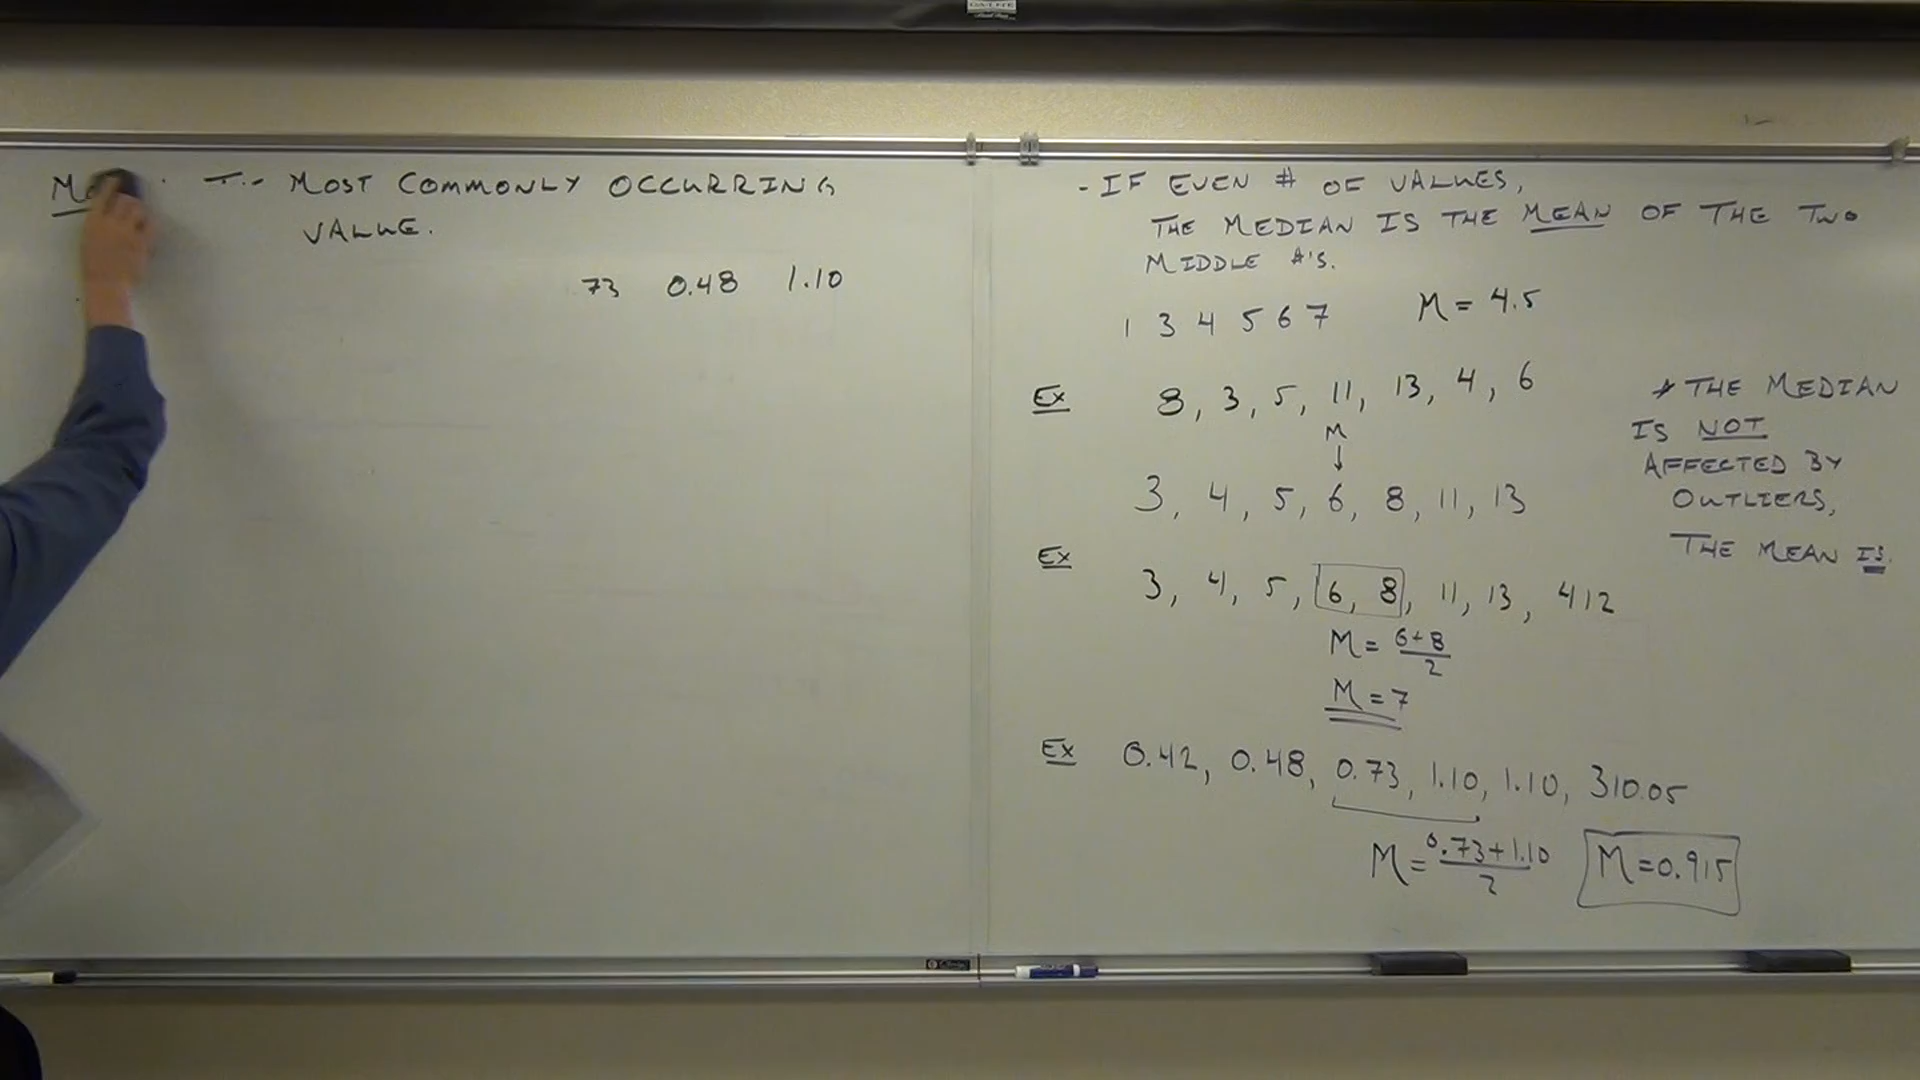 MOST COMMONLY OCCURRING
VALUE.
73 0.48 1.10
- IF EVEN # OF VALUES,
THE MEDIAN IS THE MEAN OF THE TWO
MIDDLE #'S.
1 3 4 5 6 7 M = 4.5
Ex 8, 3, 5, 11, 13, 4, 6
M
↓
3, 4, 5, 6, 8, 11, 13
Ex
3, 4, 5, 6, 8, 11, 13, 412
M = 6+8/2
M = 7
Ex 0.42, 0.48, 0.73, 1.10, 1.10, 310.05
M = 0.73+1.10/2 M=0.915
* THE MEDIAN
IS NOT
AFFECTED BY
OUTLIERS,
THE MEAN IS.